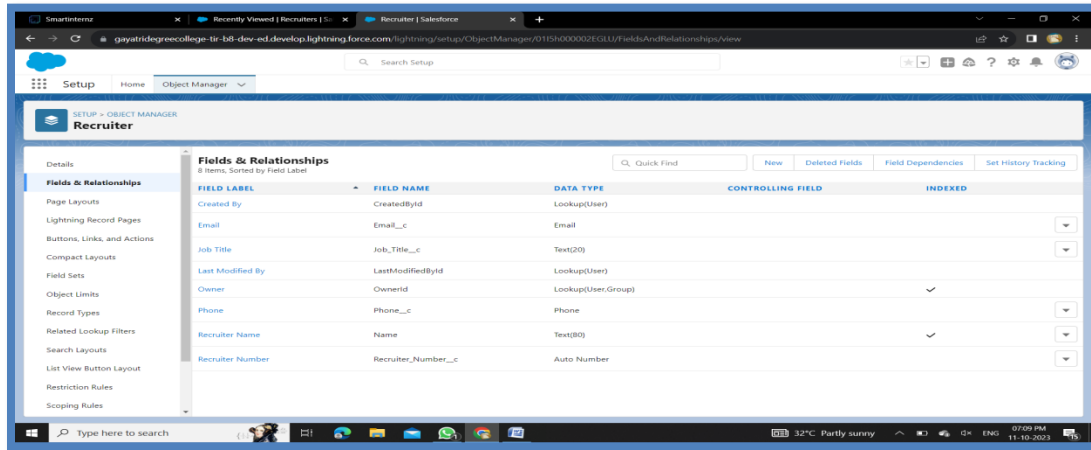 Smartinternz
Recently Viewed | Recruiters | Sa
Recruiter | Salesforce
gayatridegreecollege-tir-b8-dev-ed.develop.lightning.force.com/lightning/setup/ObjectManager/01I5h000002EGLU/FieldsAndRelationships/view
Search Setup
Setup Home Object Manager
SETUP > OBJECT MANAGER
Recruiter
Details
Fields & Relationships
Page Layouts
Lightning Record Pages
Buttons, Links, and Actions
Compact Layouts
Field Sets
Object Limits
Record Types
Related Lookup Filters
Search Layouts
List View Button Layout
Restriction Rules
Scoping Rules
Fields & Relationships
8 Items, Sorted by Field Label
Quick Find New Deleted Fields Field Dependencies Set History Tracking
FIELD LABEL FIELD NAME DATA TYPE CONTROLLING FIELD INDEXED
Created By CreatedById Lookup(User)
Email Email__c Email
Job Title Job_Title__c Text(20)
Last Modified By LastModifiedById Lookup(User)
Owner OwnerId Lookup(User,Group)
Phone Phone__c Phone
Recruiter Name Name Text(80)
Recruiter Number Recruiter_Number__c Auto Number
Type here to search
32°C Partly sunny
ENG
07:09 PM
11-10-2023
15